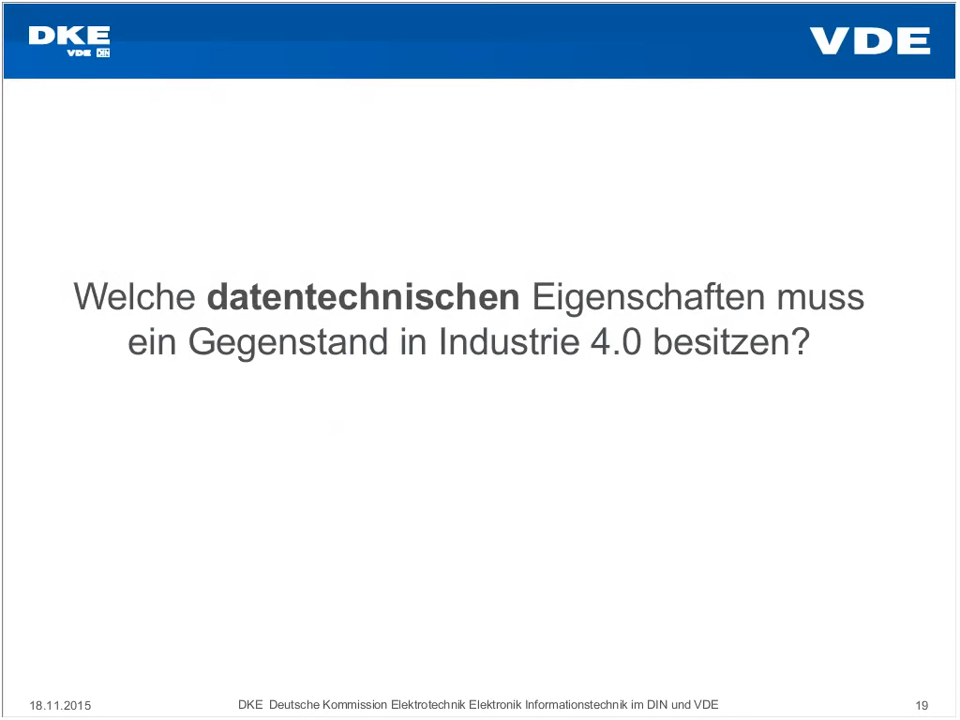 DKE
VDE DIN
VDE
Welche datentechnischen Eigenschaften muss
ein Gegenstand in Industrie 4.0 besitzen?
18.11.2015
DKE Deutsche Kommission Elektrotechnik Elektronik Informationstechnik im DIN und VDE
19